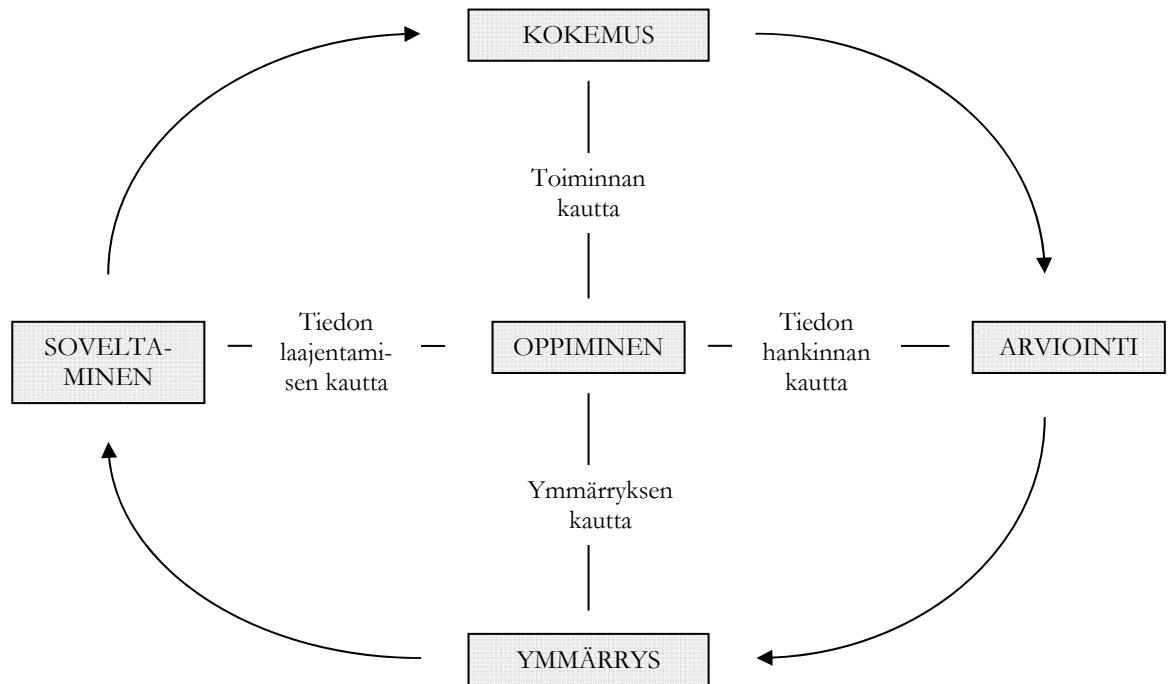 KOKEMUS
Toiminnan
kautta
SOVELTA-
MINEN
Tiedon
laajentami-
sen kautta
OPPIMINEN
Tiedon
hankinnan
kautta
ARVIOINTI
Ymmärryksen
kautta
YMMÄRRYS